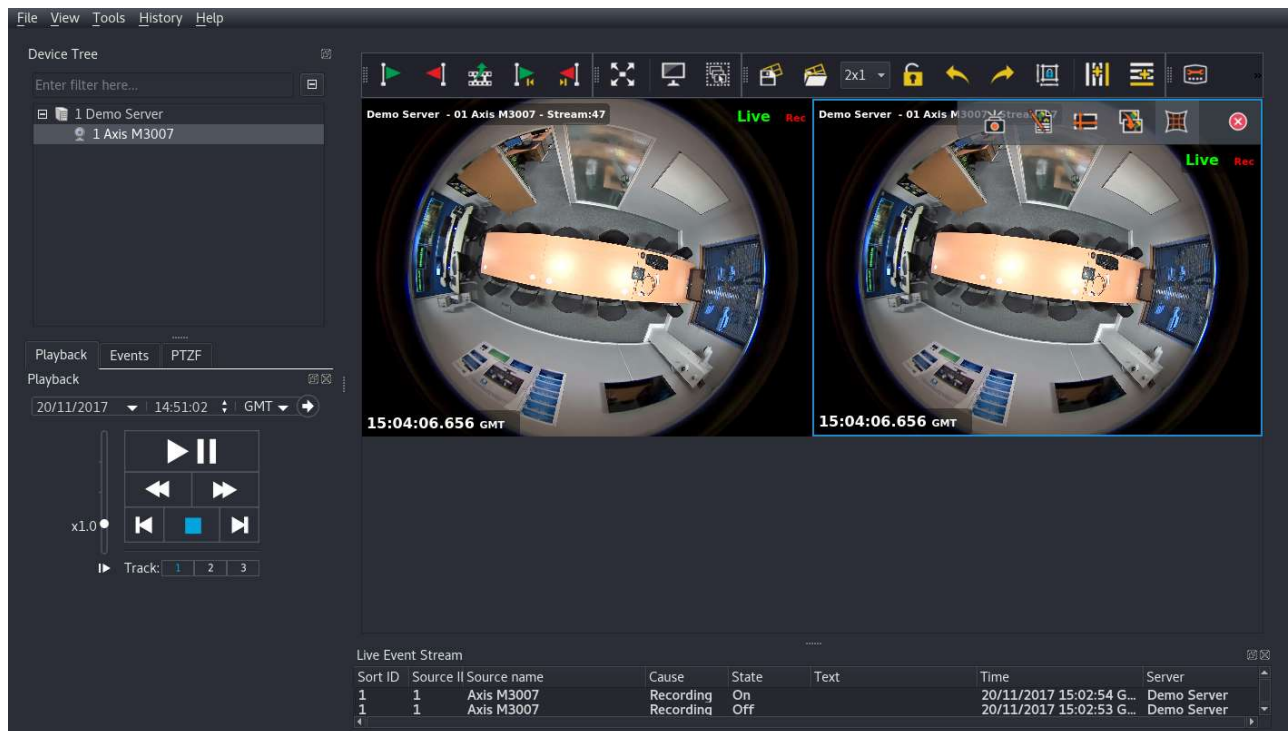 File View Tools History Help
Device Tree
Enter filter here...
1 Demo Server
1 Axis M3007
Playback Events PTZF
Playback
20/11/2017 14:51:02 GMT
x1.0
Track: 1 2 3
2x1
Demo Server - 01 Axis M3007 - Stream:47
Live Rec
15:04:06.656 GMT
Demo Server - 01 Axis M3007
Live Rec
15:04:06.656 GMT
Live Event Stream
Sort ID Source II Source name Cause State Text Time Server
1 1 Axis M3007 Recording On 20/11/2017 15:02:54 G... Demo Server
1 1 Axis M3007 Recording Off 20/11/2017 15:02:53 G... Demo Server